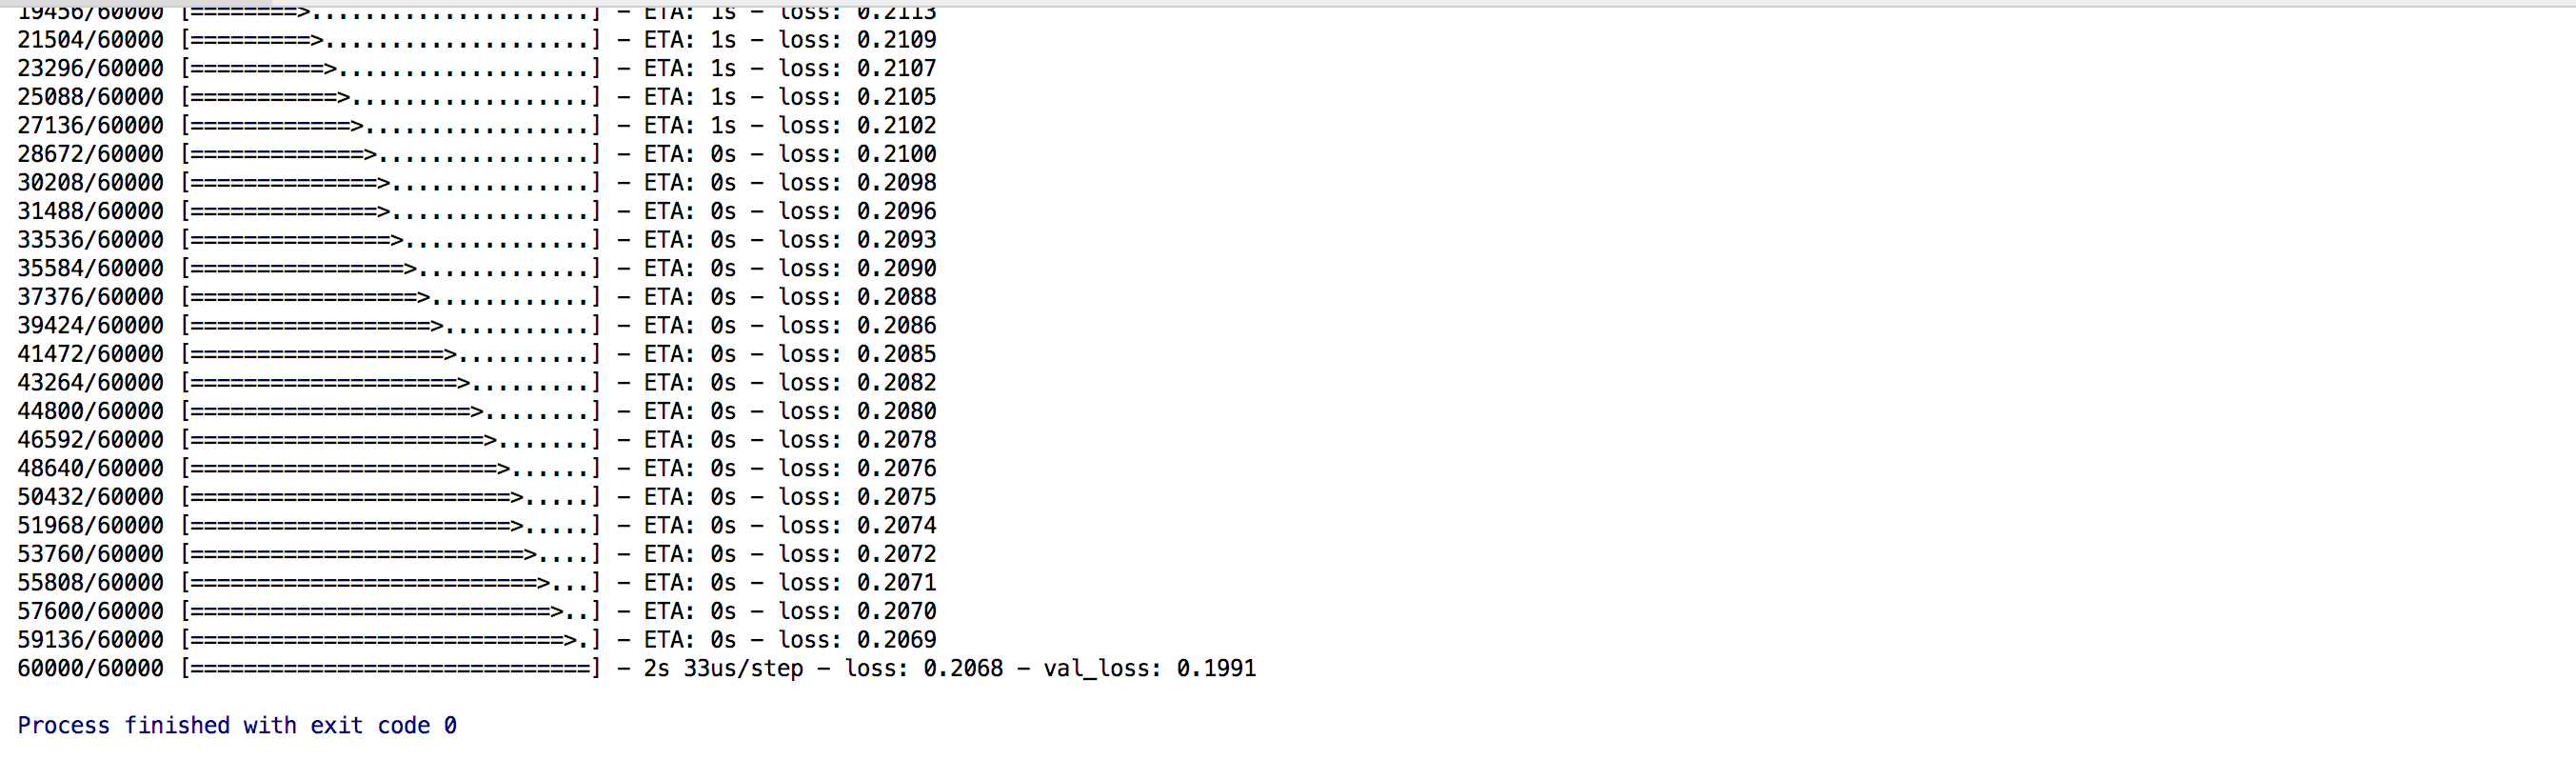 19456/60000 [========>.....................] - ETA: 1s - loss: 0.2113
21504/60000 [=========>....................] - ETA: 1s - loss: 0.2109
23296/60000 [==========>...................] - ETA: 1s - loss: 0.2107
25088/60000 [===========>..................] - ETA: 1s - loss: 0.2105
27136/60000 [============>.................] - ETA: 1s - loss: 0.2102
28672/60000 [=============>................] - ETA: 0s - loss: 0.2100
30208/60000 [==============>...............] - ETA: 0s - loss: 0.2098
31488/60000 [==============>...............] - ETA: 0s - loss: 0.2096
33536/60000 [===============>..............] - ETA: 0s - loss: 0.2093
35584/60000 [================>.............] - ETA: 0s - loss: 0.2090
37376/60000 [=================>............] - ETA: 0s - loss: 0.2088
39424/60000 [==================>...........] - ETA: 0s - loss: 0.2086
41472/60000 [===================>..........] - ETA: 0s - loss: 0.2085
43264/60000 [====================>.........] - ETA: 0s - loss: 0.2082
44800/60000 [=====================>........] - ETA: 0s - loss: 0.2080
46592/60000 [======================>.......] - ETA: 0s - loss: 0.2078
48640/60000 [=======================>......] - ETA: 0s - loss: 0.2076
50432/60000 [========================>.....] - ETA: 0s - loss: 0.2075
51968/60000 [========================>.....] - ETA: 0s - loss: 0.2074
53760/60000 [=========================>....] - ETA: 0s - loss: 0.2072
55808/60000 [==========================>...] - ETA: 0s - loss: 0.2071
57600/60000 [===========================>..] - ETA: 0s - loss: 0.2070
59136/60000 [============================>.] - ETA: 0s - loss: 0.2069
60000/60000 [==============================] - 2s 33us/step - loss: 0.2068 - val_loss: 0.1991
Process finished with exit code 0